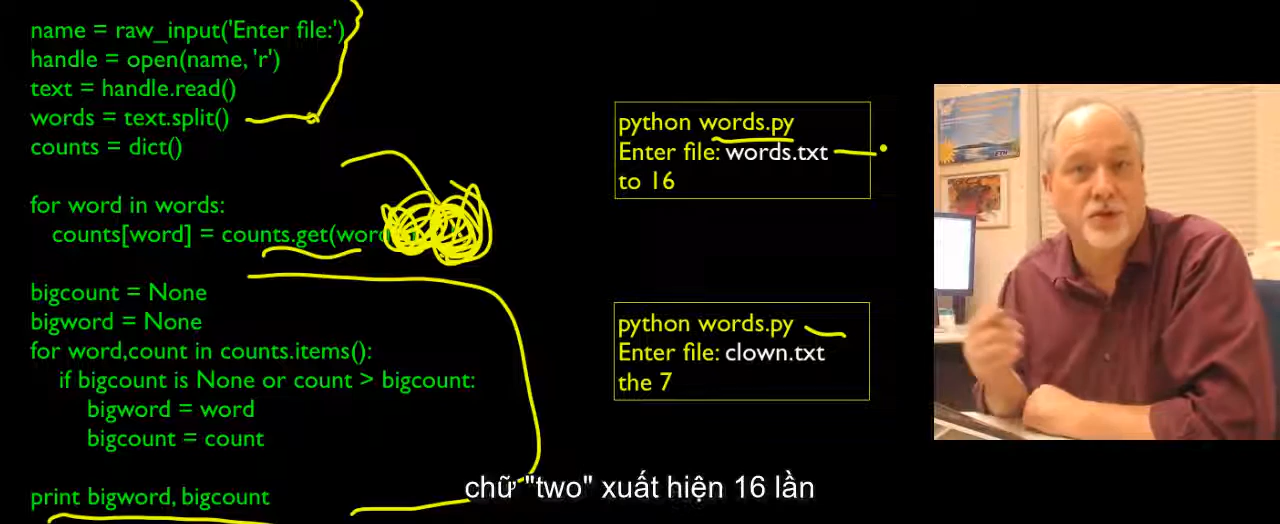 name = raw_input('Enter file:')
handle = open(name, 'r')
text = handle.read()
words = text.split()
counts = dict()
for word in words:
counts[word] = counts.get(word
bigcount = None
bigword = None
for word,count in counts.items():
if bigcount is None or count > bigcount:
bigword = word
bigcount = count
print bigword, bigcount
python words.py
Enter file: words.txt
to 16
python words.py
Enter file: clown.txt
the 7
chữ "two" xuất hiện 16 lần